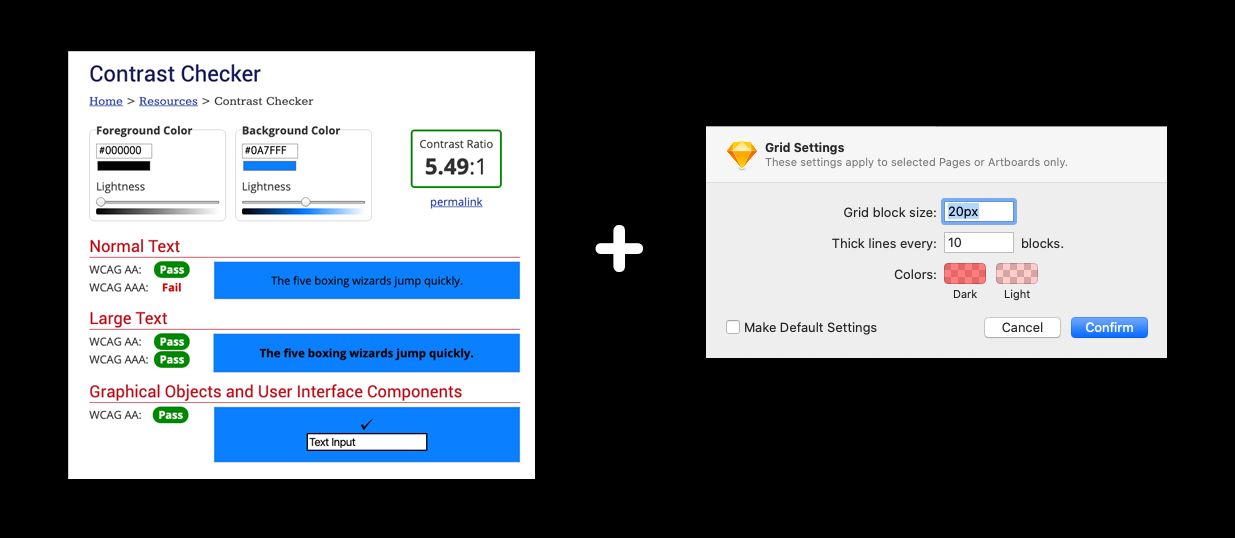 Contrast Checker
Home > Resources > Contrast Checker
Foreground Color
#000000
Lightness
Background Color
#0A7FFF
Lightness
Contrast Ratio
5.49:1
permalink
Normal Text
WCAG AA: Pass
WCAG AAA: Fail
The five boxing wizards jump quickly.
Large Text
WCAG AA: Pass
WCAG AAA: Pass
The five boxing wizards jump quickly.
Graphical Objects and User Interface Components
WCAG AA: Pass
Text Input
Grid Settings
These settings apply to selected Pages or Artboards only.
Grid block size: 20px
Thick lines every: 10 blocks.
Colors:
Dark Light
Make Default Settings
Cancel Confirm